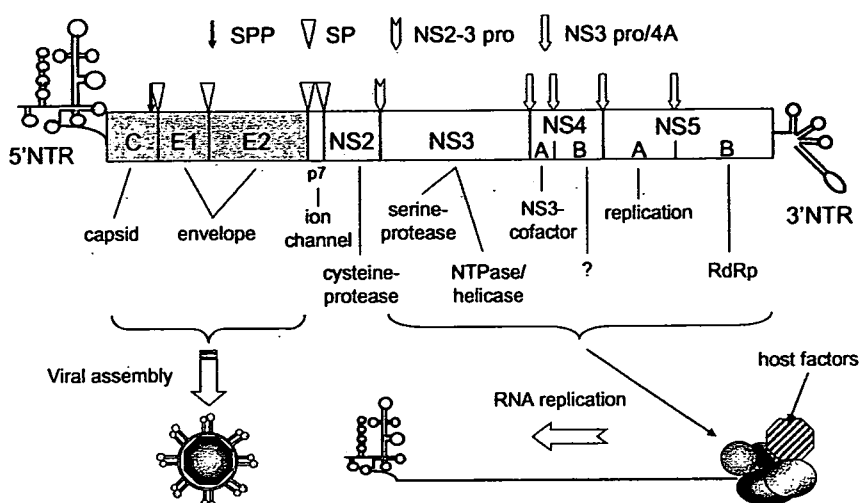 SPP SP NS2-3 pro NS3 pro/4A
C E1 E2 NS2 NS3 NS4 NS5
A B A B
5'NTR
p7
3'NTR
capsid envelope ion channel serine-protease NS3-cofactor replication
cysteine-protease NTPase/helicase ? RdRp
Viral assembly
RNA replication
host factors